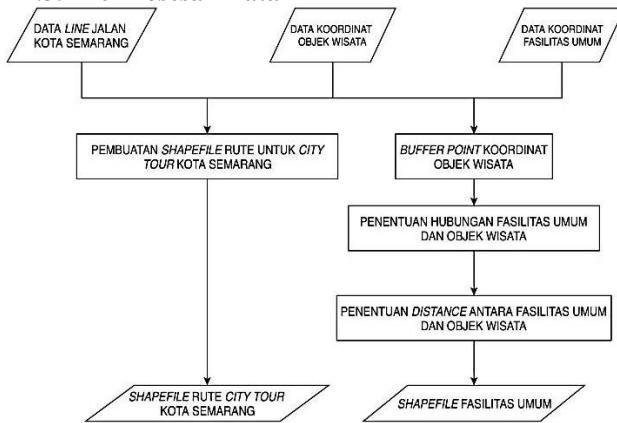 DATA LINE JALAN
KOTA SEMARANG
DATA KOORDINAT
OBJEK WISATA
DATA KOORDINAT
FASILITAS UMUM
PEMBUATAN SHAPEFILE RUTE UNTUK CITY
TOUR KOTA SEMARANG
BUFFER POINT KOORDINAT
OBJEK WISATA
PENENTUAN HUBUNGAN FASILITAS UMUM
DAN OBJEK WISATA
PENENTUAN DISTANCE ANTARA FASILITAS UMUM
DAN OBJEK WISATA
SHAPEFILE RUTE CITY TOUR
KOTA SEMARANG
SHAPEFILE FASILITAS UMUM